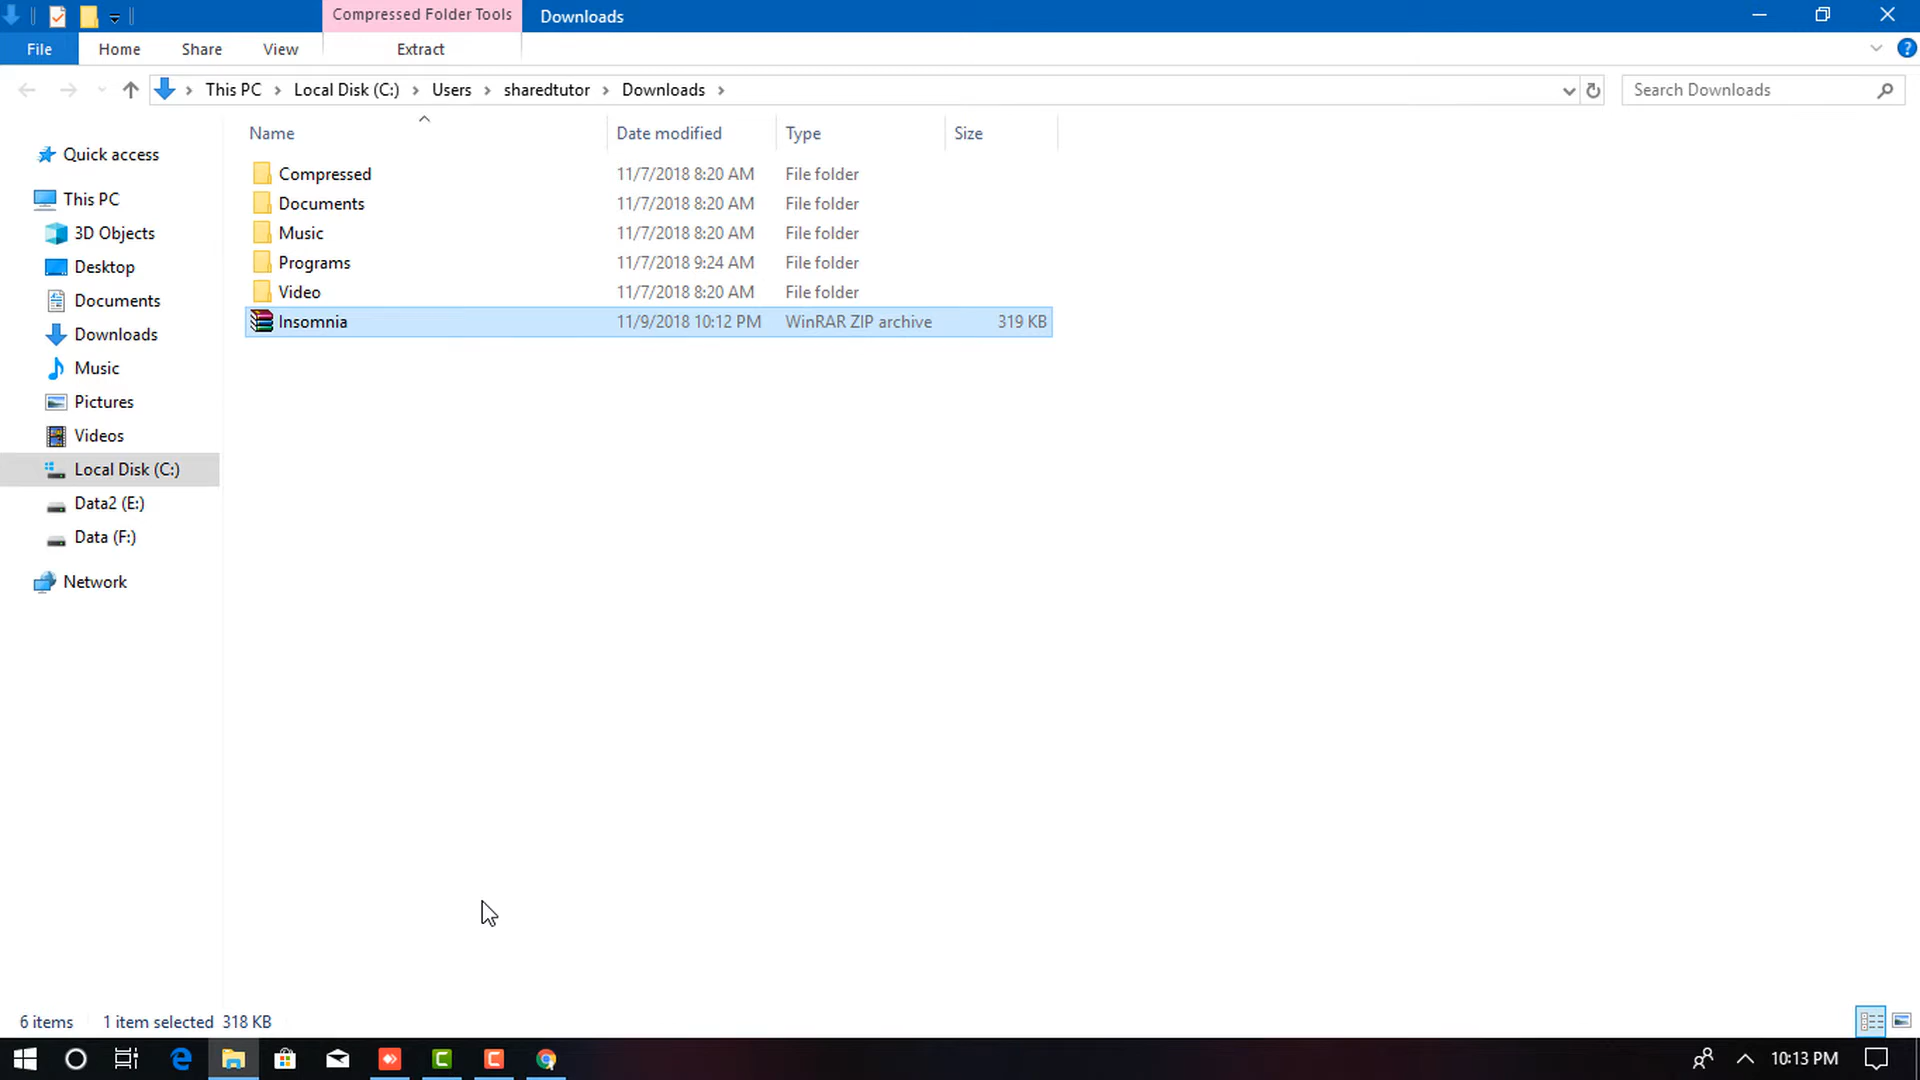 Compressed Folder Tools Downloads
File Home Share View Extract
This PC Local Disk (C:) Users sharedtutor Downloads Search Downloads
Name Date modified Type Size
Quick access
This PC
3D Objects
Desktop
Documents
Downloads
Music
Pictures
Videos
Local Disk (C:)
Data2 (E:)
Data (F:)
Network
Compressed 11/7/2018 8:20 AM File folder
Documents 11/7/2018 8:20 AM File folder
Music 11/7/2018 8:20 AM File folder
Programs 11/7/2018 9:24 AM File folder
Video 11/7/2018 8:20 AM File folder
Insomnia 11/9/2018 10:12 PM WinRAR ZIP archive 319 KB
6 items 1 item selected 318 KB
10:13 PM